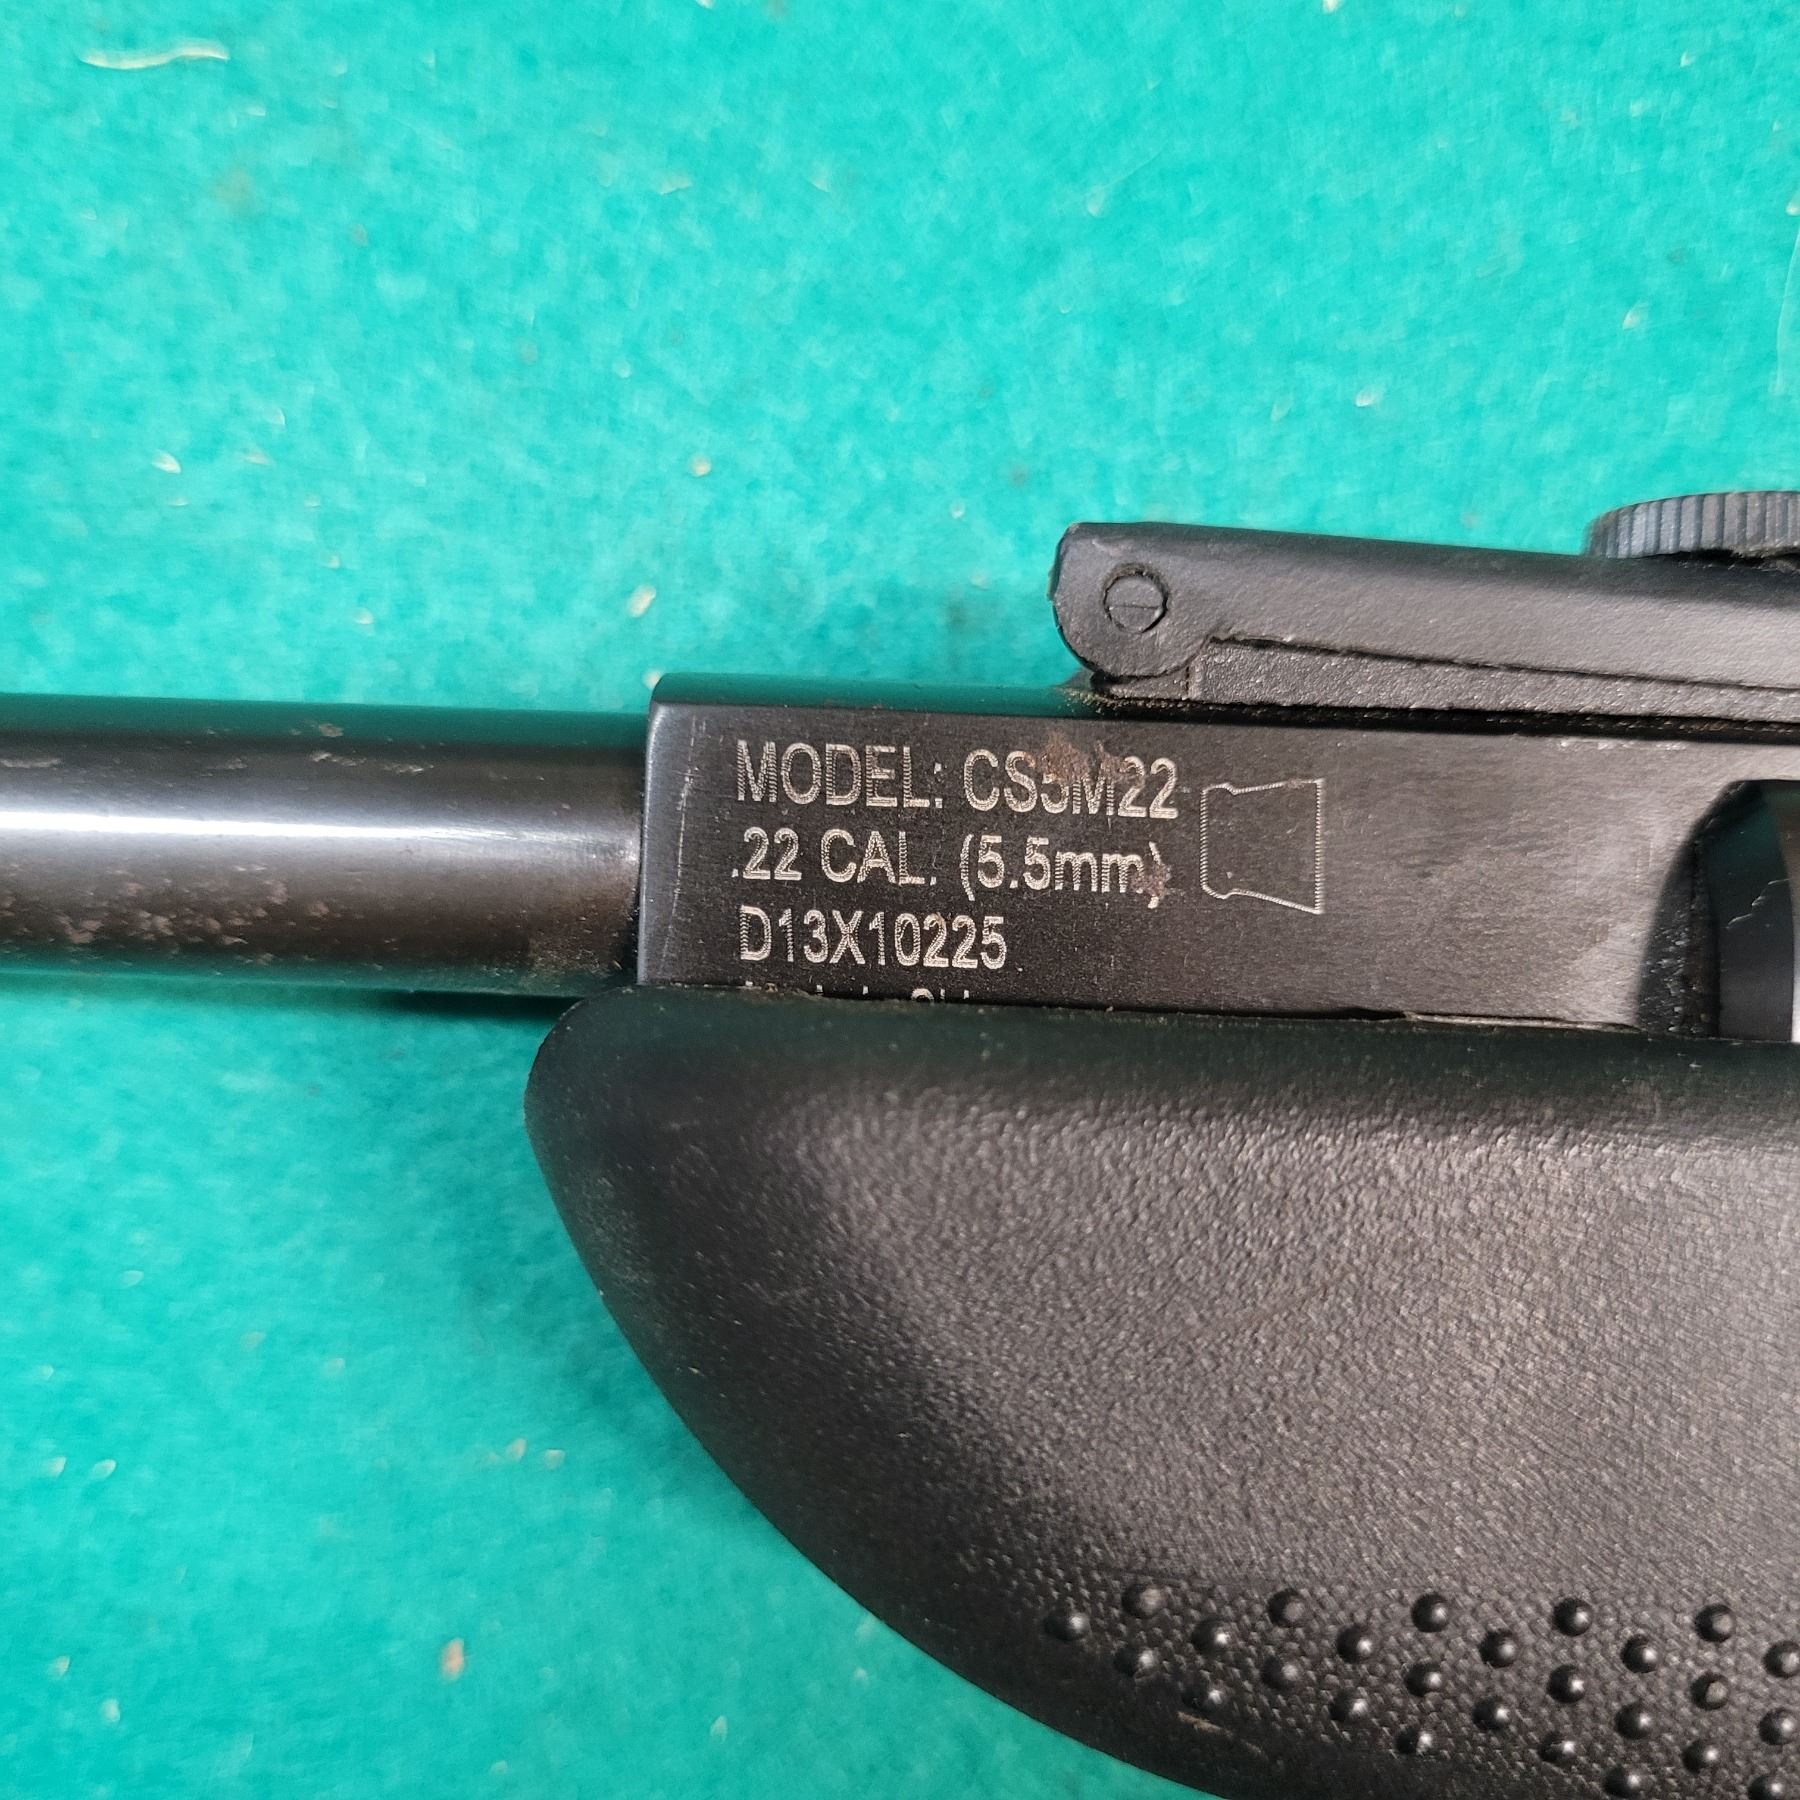 MODEL: CS5M22
.22 CAL. (5.5mm)
D13X10225